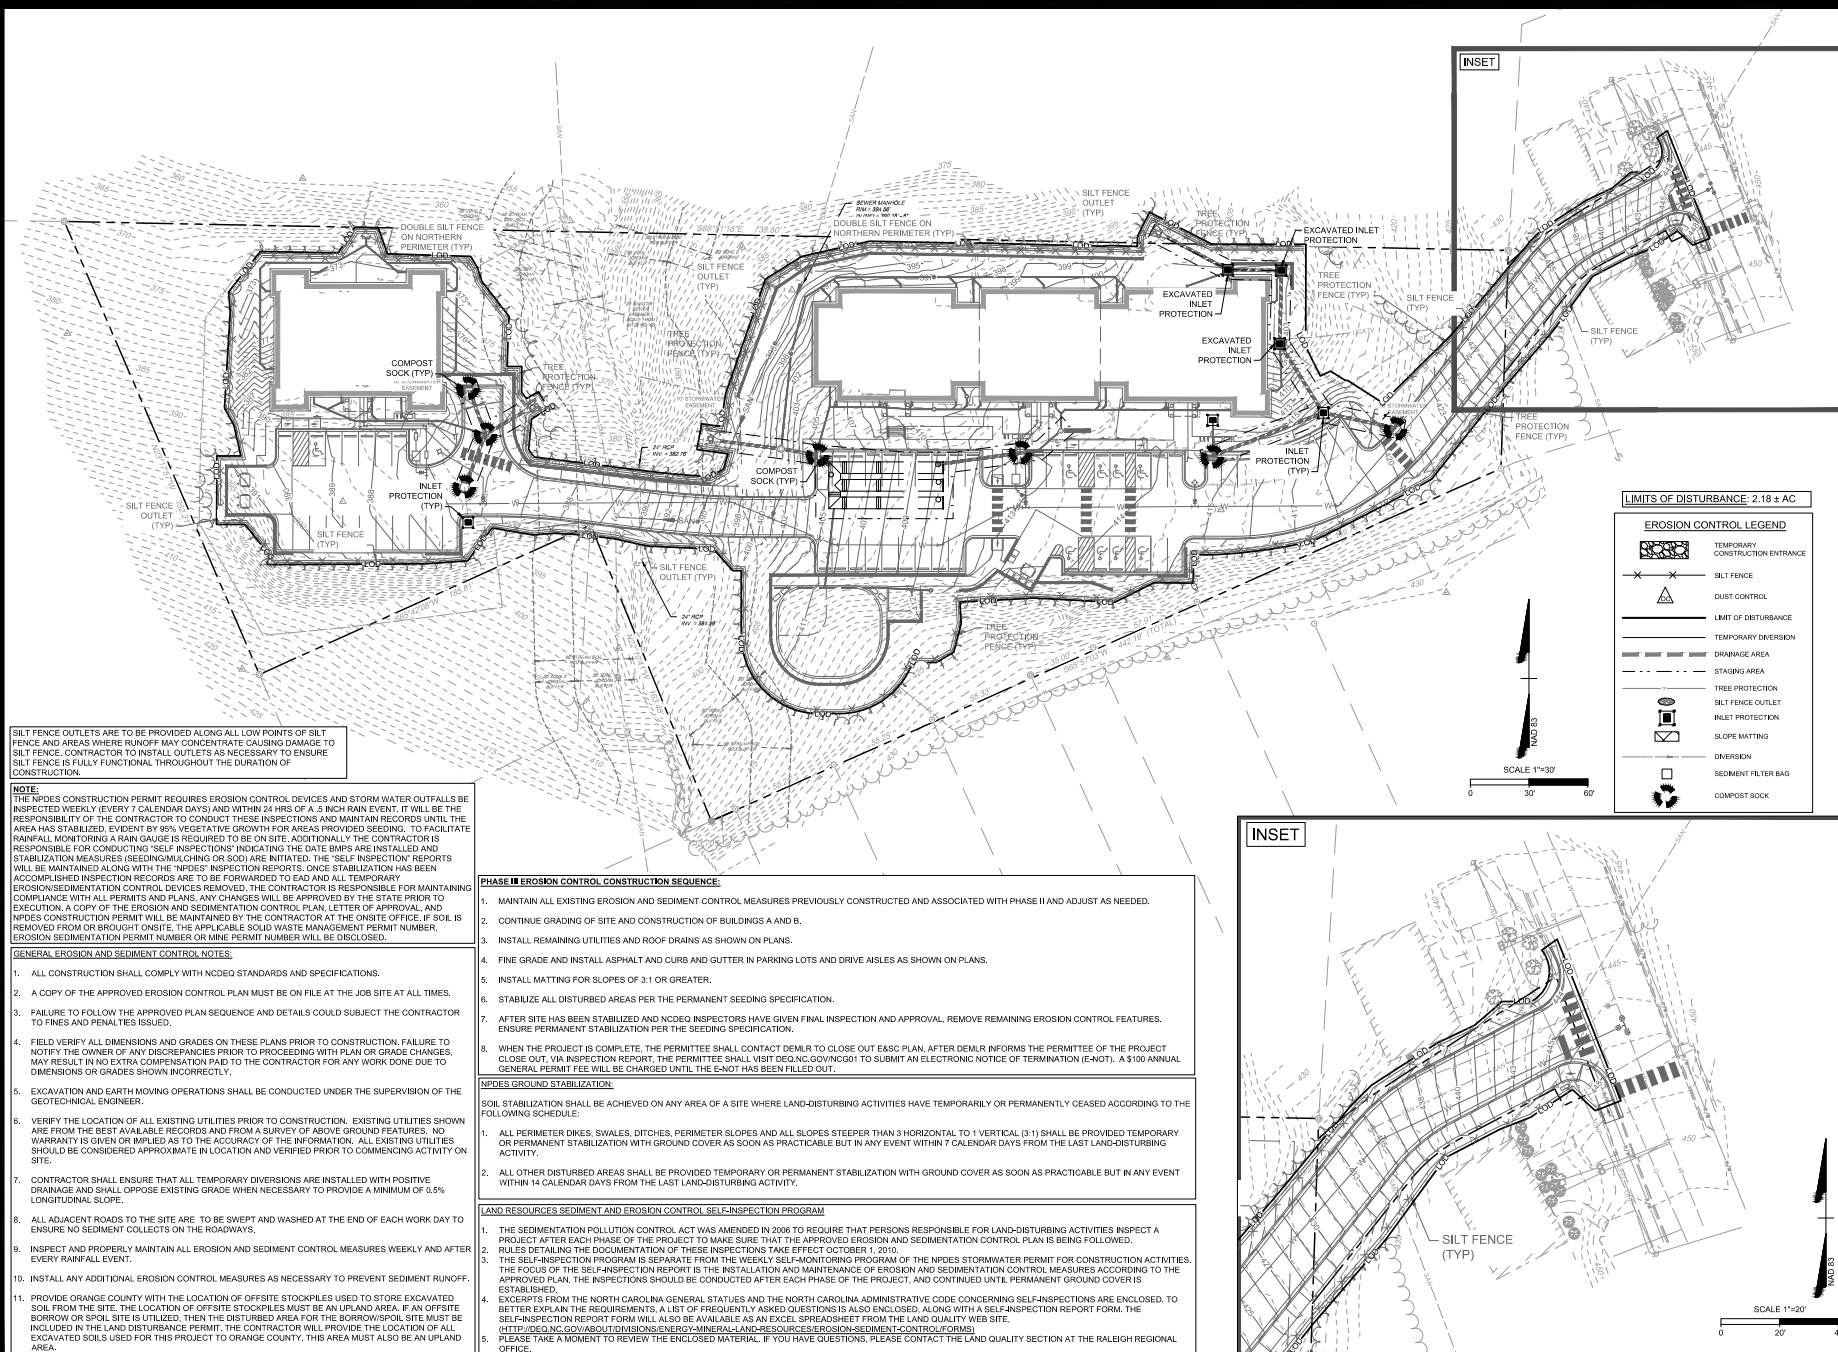 INSET
DOUBLE SILT FENCE
ON NORTHERN
PERIMETER (TYP)
SEWER MANHOLE
RIM = 394.56'
DOUBLE SILT FENCE ON
NORTHERN PERIMETER (TYP)
SILT FENCE
OUTLET
(TYP)
TREE
PROTECTION
FENCE (TYP)
EXCAVATED INLET
PROTECTION
SILT FENCE
OUTLET
(TYP)
EXCAVATED
INLET
PROTECTION
TREE
PROTECTION
FENCE (TYP)
SILT FENCE
(TYP)
SILT FENCE
(TYP)
TREE
PROTECTION
FENCE (TYP)
EXCAVATED
INLET
PROTECTION
COMPOST
SOCK (TYP)
TREE
PROTECTION
FENCE (TYP)
STORMWATER
EASEMENT
TREE
PROTECTION
FENCE (TYP)
24" RCP
INV. = 382.76
COMPOST
SOCK (TYP)
INLET
PROTECTION
(TYP)
INLET
PROTECTION
(TYP)
SILT FENCE
OUTLET
(TYP)
SILT FENCE
(TYP)
SILT FENCE
OUTLET (TYP)
TREE
PROTECTION
FENCE (TYP)
LIMITS OF DISTURBANCE: 2.18 ± AC
EROSION CONTROL LEGEND
TEMPORARY
CONSTRUCTION ENTRANCE
SILT FENCE
DC
DUST CONTROL
LIMIT OF DISTURBANCE
TEMPORARY DIVERSION
DRAINAGE AREA
STAGING AREA
TREE PROTECTION
SILT FENCE OUTLET
INLET PROTECTION
SLOPE MATTING
DIVERSION
SEDIMENT FILTER BAG
COMPOST SOCK
NAD 83
SCALE 1"=30'
0 30' 60'
SILT FENCE OUTLETS ARE TO BE PROVIDED ALONG ALL LOW POINTS OF SILT
FENCE AND AREAS WHERE RUNOFF MAY CONCENTRATE CAUSING DAMAGE TO
SILT FENCE. CONTRACTOR TO INSTALL OUTLETS AS NECESSARY TO ENSURE
SILT FENCE IS FULLY FUNCTIONAL THROUGHOUT THE DURATION OF
CONSTRUCTION.
NOTE:
THE NPDES CONSTRUCTION PERMIT REQUIRES EROSION CONTROL DEVICES AND STORM WATER OUTFALLS BE
INSPECTED WEEKLY (EVERY 7 CALENDAR DAYS) AND WITHIN 24 HRS OF A .5 INCH RAIN EVENT. IT WILL BE THE
RESPONSIBILITY OF THE CONTRACTOR TO CONDUCT THESE INSPECTIONS AND MAINTAIN RECORDS UNTIL THE
AREA HAS STABILIZED, EVIDENT BY 95% VEGETATIVE GROWTH FOR AREAS PROVIDED SEEDING. TO FACILITATE
RAINFALL MONITORING A RAIN GAUGE IS REQUIRED TO BE ON SITE. ADDITIONALLY THE CONTRACTOR IS
RESPONSIBLE FOR CONDUCTING "SELF INSPECTIONS" INDICATING THE DATE BMPS ARE INSTALLED AND
STABILIZATION MEASURES (SEEDING/MULCHING OR SOD) ARE INITIATED. THE "SELF INSPECTION" REPORTS
WILL BE MAINTAINED ALONG WITH THE "NPDES" INSPECTION REPORTS. ONCE STABILIZATION HAS BEEN
ACCOMPLISHED INSPECTION RECORDS ARE TO BE FORWARDED TO EAD AND ALL TEMPORARY
EROSION/SEDIMENTATION CONTROL DEVICES REMOVED. THE CONTRACTOR IS RESPONSIBLE FOR MAINTAINING
COMPLIANCE WITH ALL PERMITS AND PLANS, ANY CHANGES WILL BE APPROVED BY THE STATE PRIOR TO
EXECUTION. A COPY OF THE EROSION AND SEDIMENTATION CONTROL PLAN, LETTER OF APPROVAL, AND
NPDES CONSTRUCTION PERMIT WILL BE MAINTAINED BY THE CONTRACTOR AT THE ONSITE OFFICE. IF SOIL IS
REMOVED FROM OR BROUGHT ONSITE, THE APPLICABLE SOLID WASTE MANAGEMENT PERMIT NUMBER,
EROSION SEDIMENTATION PERMIT NUMBER OR MINE PERMIT NUMBER WILL BE DISCLOSED.
GENERAL EROSION AND SEDIMENT CONTROL NOTES:
1. ALL CONSTRUCTION SHALL COMPLY WITH NCDEQ STANDARDS AND SPECIFICATIONS.
2. A COPY OF THE APPROVED EROSION CONTROL PLAN MUST BE ON FILE AT THE JOB SITE AT ALL TIMES.
3. FAILURE TO FOLLOW THE APPROVED PLAN SEQUENCE AND DETAILS COULD SUBJECT THE CONTRACTOR
TO FINES AND PENALTIES ISSUED.
4. FIELD VERIFY ALL DIMENSIONS AND GRADES ON THESE PLANS PRIOR TO CONSTRUCTION. FAILURE TO
NOTIFY THE OWNER OF ANY DISCREPANCIES PRIOR TO PROCEEDING WITH PLAN OR GRADE CHANGES,
MAY RESULT IN NO EXTRA COMPENSATION PAID TO THE CONTRACTOR FOR ANY WORK DONE DUE TO
DIMENSIONS OR GRADES SHOWN INCORRECTLY.
5. EXCAVATION AND EARTH MOVING OPERATIONS SHALL BE CONDUCTED UNDER THE SUPERVISION OF THE
GEOTECHNICAL ENGINEER.
6. VERIFY THE LOCATION OF ALL EXISTING UTILITIES PRIOR TO CONSTRUCTION. EXISTING UTILITIES SHOWN
ARE FROM THE BEST AVAILABLE RECORDS AND FROM A SURVEY OF ABOVE GROUND FEATURES. NO
WARRANTY IS GIVEN OR IMPLIED AS TO THE ACCURACY OF THE INFORMATION. ALL EXISTING UTILITIES
SHOULD BE CONSIDERED APPROXIMATE IN LOCATION AND VERIFIED PRIOR TO COMMENCING ACTIVITY ON
SITE.
7. CONTRACTOR SHALL ENSURE THAT ALL TEMPORARY DIVERSIONS ARE INSTALLED WITH POSITIVE
DRAINAGE AND SHALL OPPOSE EXISTING GRADE WHEN NECESSARY TO PROVIDE A MINIMUM OF 0.5%
LONGITUDINAL SLOPE.
8. ALL ADJACENT ROADS TO THE SITE ARE TO BE SWEPT AND WASHED AT THE END OF EACH WORK DAY TO
ENSURE NO SEDIMENT COLLECTS ON THE ROADWAYS.
9. INSPECT AND PROPERLY MAINTAIN ALL EROSION AND SEDIMENT CONTROL MEASURES WEEKLY AND AFTER
EVERY RAINFALL EVENT.
10. INSTALL ANY ADDITIONAL EROSION CONTROL MEASURES AS NECESSARY TO PREVENT SEDIMENT RUNOFF.
11. PROVIDE ORANGE COUNTY WITH THE LOCATION OF OFFSITE STOCKPILES USED TO STORE EXCAVATED
SOIL FROM THE SITE. THE LOCATION OF OFFSITE STOCKPILES MUST BE AN UPLAND AREA. IF AN OFFSITE
BORROW OR SPOIL SITE IS UTILIZED, THEN THE DISTURBED AREA FOR THE BORROW/SPOIL SITE MUST BE
INCLUDED IN THE LAND DISTURBANCE PERMIT. THE CONTRACTOR WILL PROVIDE THE LOCATION OF ALL
EXCAVATED SOILS USED FOR THIS PROJECT TO ORANGE COUNTY. THIS AREA MUST ALSO BE AN UPLAND
AREA.
PHASE III EROSION CONTROL CONSTRUCTION SEQUENCE:
1. MAINTAIN ALL EXISTING EROSION AND SEDIMENT CONTROL MEASURES PREVIOUSLY CONSTRUCTED AND ASSOCIATED WITH PHASE II AND ADJUST AS NEEDED.
2. CONTINUE GRADING OF SITE AND CONSTRUCTION OF BUILDINGS A AND B.
3. INSTALL REMAINING UTILITIES AND ROOF DRAINS AS SHOWN ON PLANS.
4. FINE GRADE AND INSTALL ASPHALT AND CURB AND GUTTER IN PARKING LOTS AND DRIVE AISLES AS SHOWN ON PLANS.
5. INSTALL MATTING FOR SLOPES OF 3:1 OR GREATER.
6. STABILIZE ALL DISTURBED AREAS PER THE PERMANENT SEEDING SPECIFICATION.
7. AFTER SITE HAS BEEN STABILIZED AND NCDEQ INSPECTORS HAVE GIVEN FINAL INSPECTION AND APPROVAL, REMOVE REMAINING EROSION CONTROL FEATURES.
ENSURE PERMANENT STABILIZATION PER THE SEEDING SPECIFICATION.
8. WHEN THE PROJECT IS COMPLETE, THE PERMITTEE SHALL CONTACT DEMLR TO CLOSE OUT E&SC PLAN, AFTER DEMLR INFORMS THE PERMITTEE OF THE PROJECT
CLOSE OUT, VIA INSPECTION REPORT, THE PERMITTEE SHALL VISIT DEQ.NC.GOV/NCG01 TO SUBMIT AN ELECTRONIC NOTICE OF TERMINATION (E-NOT). A $100 ANNUAL
GENERAL PERMIT FEE WILL BE CHARGED UNTIL THE E-NOT HAS BEEN FILLED OUT.
NPDES GROUND STABILIZATION:
SOIL STABILIZATION SHALL BE ACHIEVED ON ANY AREA OF A SITE WHERE LAND-DISTURBING ACTIVITIES HAVE TEMPORARILY OR PERMANENTLY CEASED ACCORDING TO THE
FOLLOWING SCHEDULE:
1. ALL PERIMETER DIKES, SWALES, DITCHES, PERIMETER SLOPES AND ALL SLOPES STEEPER THAN 3 HORIZONTAL TO 1 VERTICAL (3:1) SHALL BE PROVIDED TEMPORARY
OR PERMANENT STABILIZATION WITH GROUND COVER AS SOON AS PRACTICABLE BUT IN ANY EVENT WITHIN 7 CALENDAR DAYS FROM THE LAST LAND-DISTURBING
ACTIVITY.
2. ALL OTHER DISTURBED AREAS SHALL BE PROVIDED TEMPORARY OR PERMANENT STABILIZATION WITH GROUND COVER AS SOON AS PRACTICABLE BUT IN ANY EVENT
WITHIN 14 CALENDAR DAYS FROM THE LAST LAND-DISTURBING ACTIVITY.
LAND RESOURCES SEDIMENT AND EROSION CONTROL SELF-INSPECTION PROGRAM
1. THE SEDIMENTATION POLLUTION CONTROL ACT WAS AMENDED IN 2006 TO REQUIRE THAT PERSONS RESPONSIBLE FOR LAND-DISTURBING ACTIVITIES INSPECT A
PROJECT AFTER EACH PHASE OF THE PROJECT TO MAKE SURE THAT THE APPROVED EROSION AND SEDIMENTATION CONTROL PLAN IS BEING FOLLOWED.
2. RULES DETAILING THE DOCUMENTATION OF THESE INSPECTIONS TAKE EFFECT OCTOBER 1, 2010.
3. THE SELF-INSPECTION PROGRAM IS SEPARATE FROM THE WEEKLY SELF-MONITORING PROGRAM OF THE NPDES STORMWATER PERMIT FOR CONSTRUCTION ACTIVITIES.
THE FOCUS OF THE SELF-INSPECTION REPORT IS THE INSTALLATION AND MAINTENANCE OF EROSION AND SEDIMENTATION CONTROL MEASURES ACCORDING TO THE
APPROVED PLAN. THE INSPECTIONS SHOULD BE CONDUCTED AFTER EACH PHASE OF THE PROJECT, AND CONTINUED UNTIL PERMANENT GROUND COVER IS
ESTABLISHED.
4. EXCERPTS FROM THE NORTH CAROLINA GENERAL STATUES AND THE NORTH CAROLINA ADMINISTRATIVE CODE CONCERNING SELF-INSPECTIONS ARE ENCLOSED. TO
BETTER EXPLAIN THE REQUIREMENTS, A LIST OF FREQUENTLY ASKED QUESTIONS IS ALSO ENCLOSED, ALONG WITH A SELF-INSPECTION REPORT FORM. THE
SELF-INSPECTION REPORT FORM WILL ALSO BE AVAILABLE AS AN EXCEL SPREADSHEET FROM THE LAND QUALITY WEB SITE,
(HTTP://DEQ.NC.GOV/ABOUT/DIVISIONS/ENERGY-MINERAL-LAND-RESOURCES/EROSION-SEDIMENT-CONTROL/FORMS)
5. PLEASE TAKE A MOMENT TO REVIEW THE ENCLOSED MATERIAL. IF YOU HAVE QUESTIONS, PLEASE CONTACT THE LAND QUALITY SECTION AT THE RALEIGH REGIONAL
OFFICE.
INSET
SILT FENCE
(TYP)
NAD 83
SCALE 1"=20'
0 20'